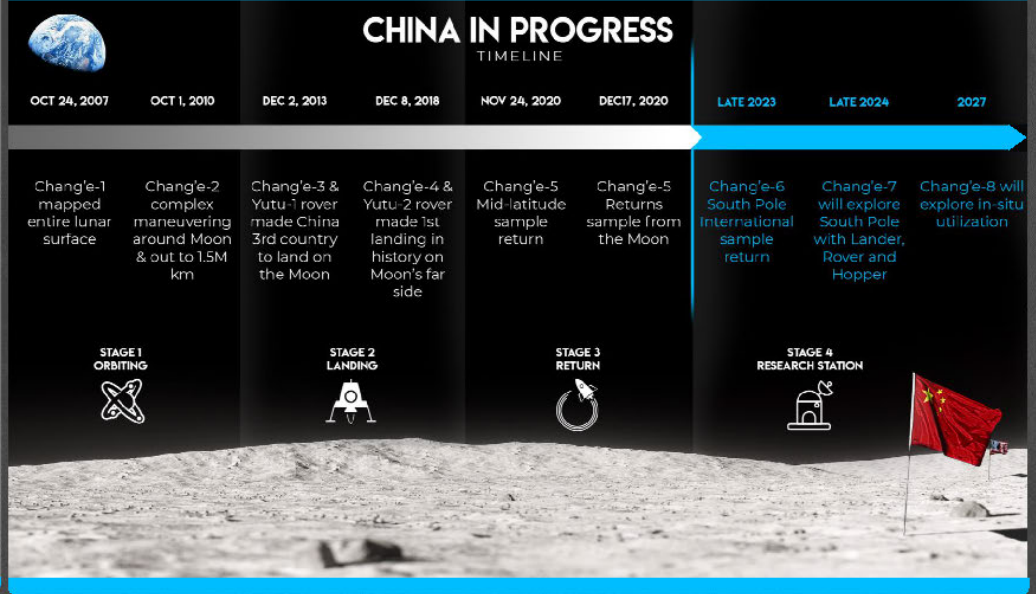 CHINA IN PROGRESS
TIMELINE
OCT 24, 2007
OCT 1, 2010
DEC 2, 2013
DEC 8, 2018
NOV 24, 2020
DEC17, 2020
LATE 2023
LATE 2024
2027
Chang'e-1
mapped
entire lunar
surface
Chang'e-2
complex
maneuvering
around Moon
& out to 1.5M
km
Chang'e-3 &
Yutu-1 rover
made China
3rd country
to land on
the Moon
Chang'e-4 &
Yutu-2 rover
made 1st
landing in
history on
Moon's far
side
Chang'e-5
Mid-latitude
sample
return
Chang'e-5
Returns
sample from
the Moon
Chang'e-6
South Pole
International
sample
return
Chang'e-7
will explore
South Pole
with Lander,
Rover and
Hopper
Chang'e-8 will
explore in-situ
utilization
STAGE 1
ORBITING
STAGE 2
LANDING
STAGE 3
RETURN
STAGE 4
RESEARCH STATION